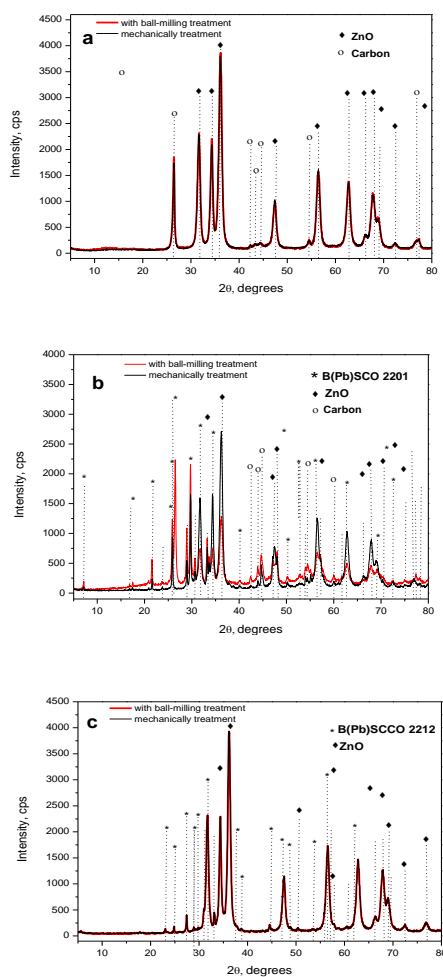 with ball-milling treatment
mechanically treatment
a
ZnO
Carbon
Intensity, cps
4500
4000
3500
3000
2500
2000
1500
1000
500
0
10 20 30 40 50 60 70 80
2θ, degrees
with ball-milling treatment
mechanically treatment
b
* B(Pb)SCO 2201
ZnO
Carbon
Intensity, cps
4000
3500
3000
2500
2000
1500
1000
500
0
10 20 30 40 50 60 70 80
2θ, degrees
with ball-milling treatment
mechanically treatment
c
* B(Pb)SCCO 2212
ZnO
Intensity, cps
4500
4000
3500
3000
2500
2000
1500
1000
500
0
10 20 30 40 50 60 70 80
2θ, degrees